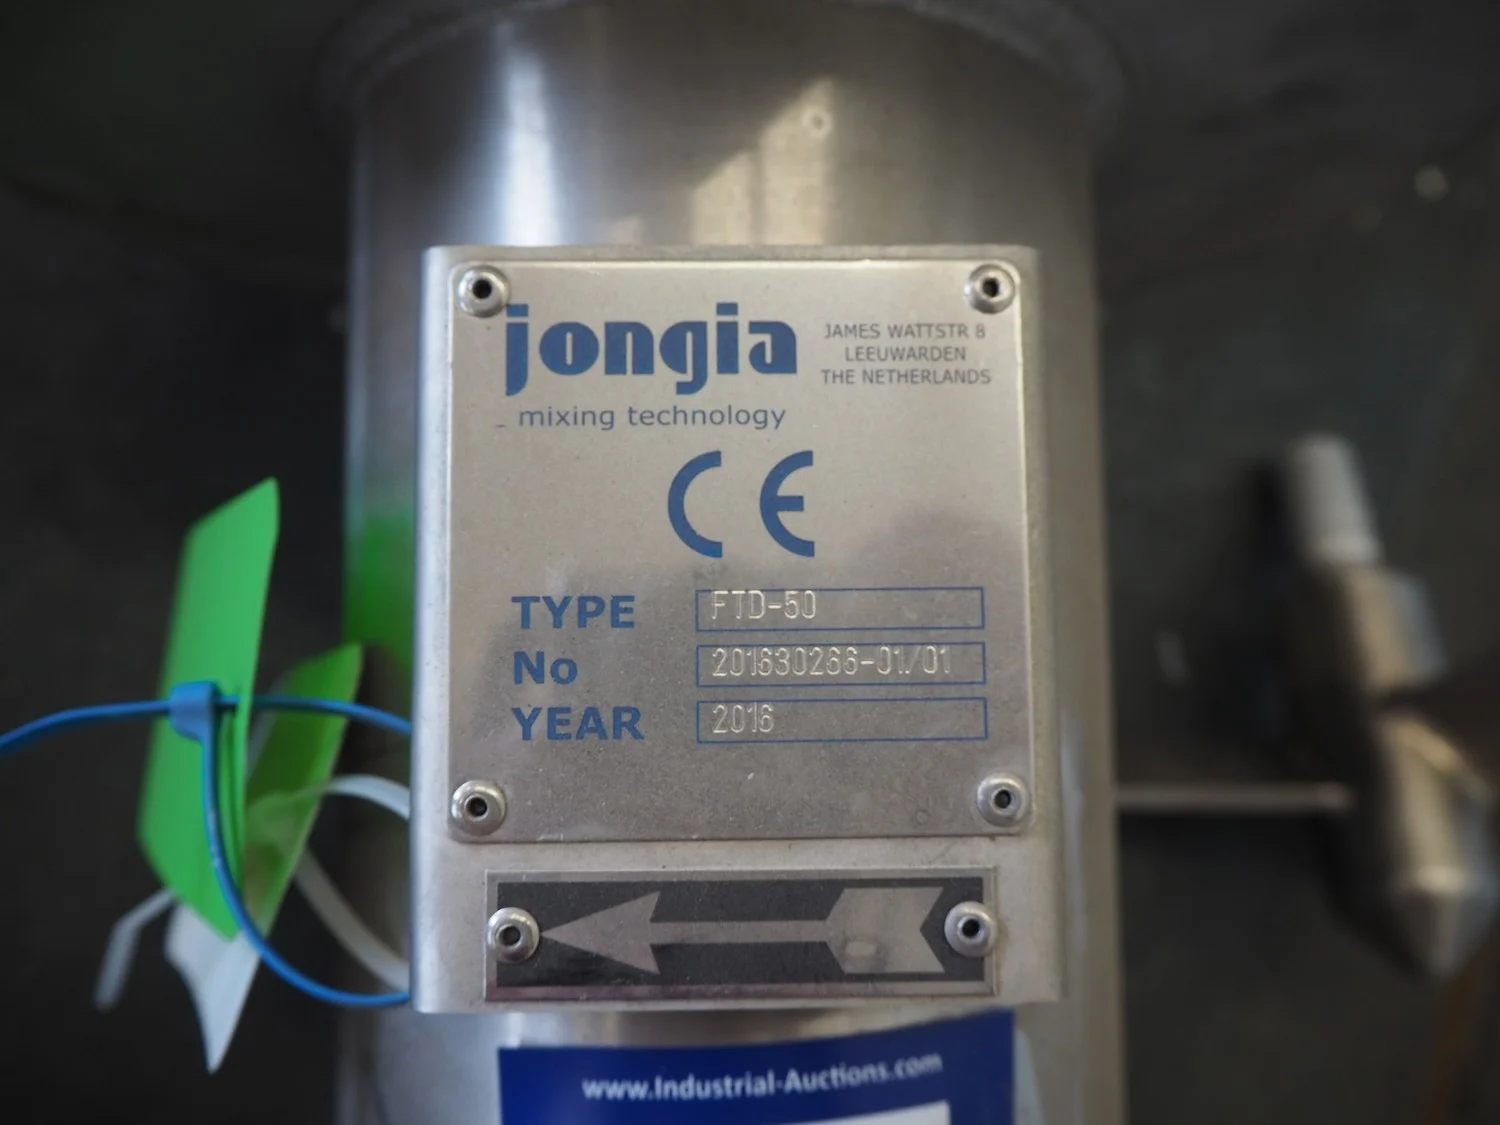 jongia
mixing technology
JAMES WATTSTR 8
LEEUWARDEN
THE NETHERLANDS
CE
TYPE FTD-50
No 201630266-01/01
YEAR 2016
www.Industrial-Auctions.com